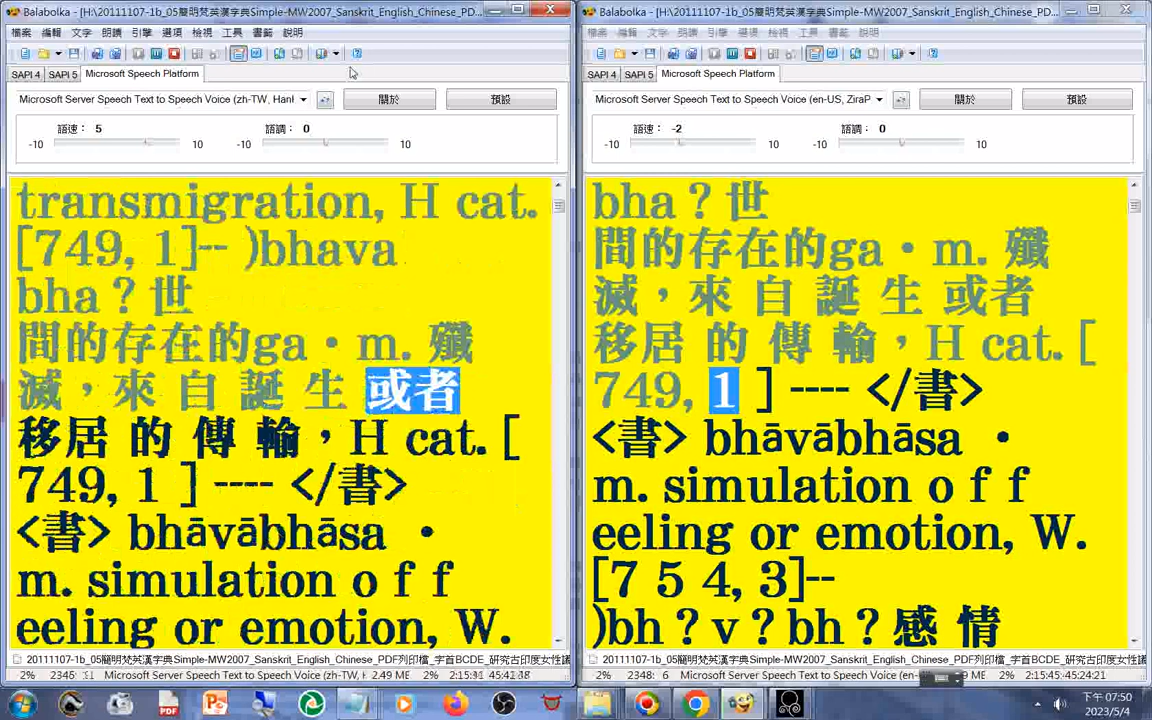 Balabolka - [H:\20111107-1b_05簡明梵英漢字典Simple-MW2007_Sanskrit_English_Chinese_PD...
檔案 編輯 文字 朗讀 引擎 選項 檢視 工具 書籤 說明
SAPI 4 SAPI 5 Microsoft Speech Platform
Microsoft Server Speech Text to Speech Voice (zh-TW, Hanl
關於 預設
語速： 5 語調： 0
-10 10 -10 10
transmigration, H cat.
[749, 1]-- )bhava
bha？世
間的存在的ga‧m. 殲
滅，來 自 誕 生 或者
移居 的 傳 輸，H cat. [
749, 1 ] ---- </書>
<書> bhāvābhāsa ‧
m. simulation o f f
eeling or emotion, W.
20111107-1b_05簡明梵英漢字典Simple-MW2007_Sanskrit_English_Chinese_PDF列印檔_字首BCDE_研究古印度女性議
2% 2345: Microsoft Server Speech Text to Speech Voice (zh-TW, H 2.49 ME 2%
Balabolka - [H:\20111107-1b_05簡明梵英漢字典Simple-MW2007_Sanskrit_English_Chinese_PD...
檔案 編輯 文字 朗讀 引擎 選項 檢視 工具 書籤 說明
SAPI 4 SAPI 5 Microsoft Speech Platform
Microsoft Server Speech Text to Speech Voice (en-US, ZiraP
關於 預設
語速： -2 語調： 0
-10 10 -10 10
bha？世
間的存在的ga‧m. 殲
滅，來 自 誕 生 或者
移居 的 傳 輸，H cat. [
749, 1 ] ---- </書>
<書> bhāvābhāsa ‧
m. simulation o f f
eeling or emotion, W.
[7 5 4, 3]--
)bh？v？bh？感 情
20111107-1b_05簡明梵英漢字典Simple-MW2007_Sanskrit_English_Chinese_PDF列印檔_字首BCDE_研究古印度女性議
2% 2348: 6 Microsoft Server Speech Text to Speech Voice (en-U ME 2% 2:15:45-45:24:21
下午 07:50
2023/5/4